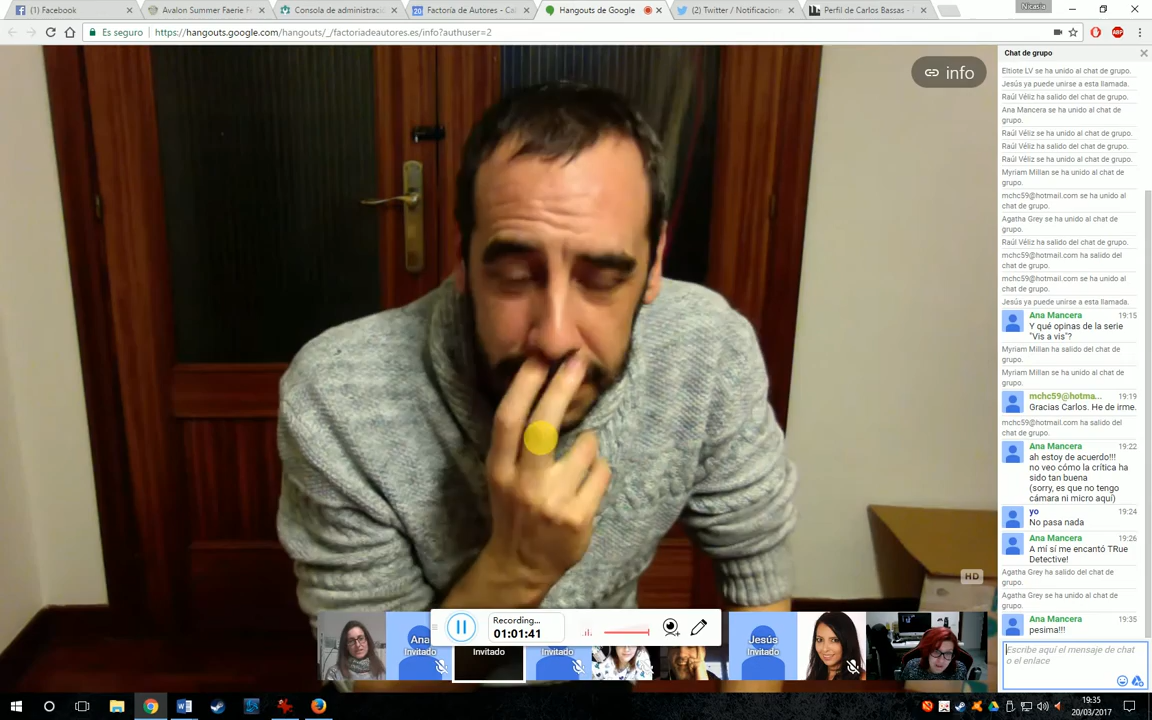 (1) Facebook
Avalon Summer Faerie Fe
Consola de administraci
Factoría de Autores - Cal
Hangouts de Google
(2) Twitter / Notificacione
Perfil de Carlos Bassas -
Nicasia
Es seguro
https://hangouts.google.com/hangouts/_/factoriadeautores.es/info?authuser=2
info
Chat de grupo
Eltiote LV se ha unido al chat de grupo.
Jesús ya puede unirse a esta llamada.
Raúl Véliz ha salido del chat de grupo.
Ana Mancera se ha unido al chat de
grupo.
Raúl Véliz se ha unido al chat de grupo.
Raúl Véliz ha salido del chat de grupo.
Raúl Véliz se ha unido al chat de grupo.
Myriam Millan se ha unido al chat de
grupo.
mchc59@hotmail.com se ha unido al
chat de grupo.
Agatha Grey se ha unido al chat de
grupo.
Raúl Véliz ha salido del chat de grupo.
mchc59@hotmail.com ha salido del
chat de grupo.
mchc59@hotmail.com se ha unido al
chat de grupo.
Jesús ya puede unirse a esta llamada.
Ana Mancera 19:15
Y qué opinas de la serie
"Vis a vis"?
Myriam Millan ha salido del chat de
grupo.
Myriam Millan se ha unido al chat de
grupo.
mchc59@hotma... 19:19
Gracias Carlos. He de irme.
mchc59@hotmail.com ha salido del
chat de grupo.
Ana Mancera 19:22
ah estoy de acuerdo!!!
no veo cómo la crítica ha
sido tan buena
(sorry, es que no tengo
cámara ni micro aquí)
yo 19:24
No pasa nada
Ana Mancera 19:26
A mí sí me encantó TRue
Detective!
Agatha Grey ha salido del chat de
grupo.
Agatha Grey se ha unido al chat de
grupo.
Ana Mancera 19:35
pesima!!!
Escribe aquí el mensaje de chat
o el enlace
HD
Recording...
01:01:41
Ana
Invitado
Invitado
Invitado
Jesús
Invitado
19:35
20/03/2017